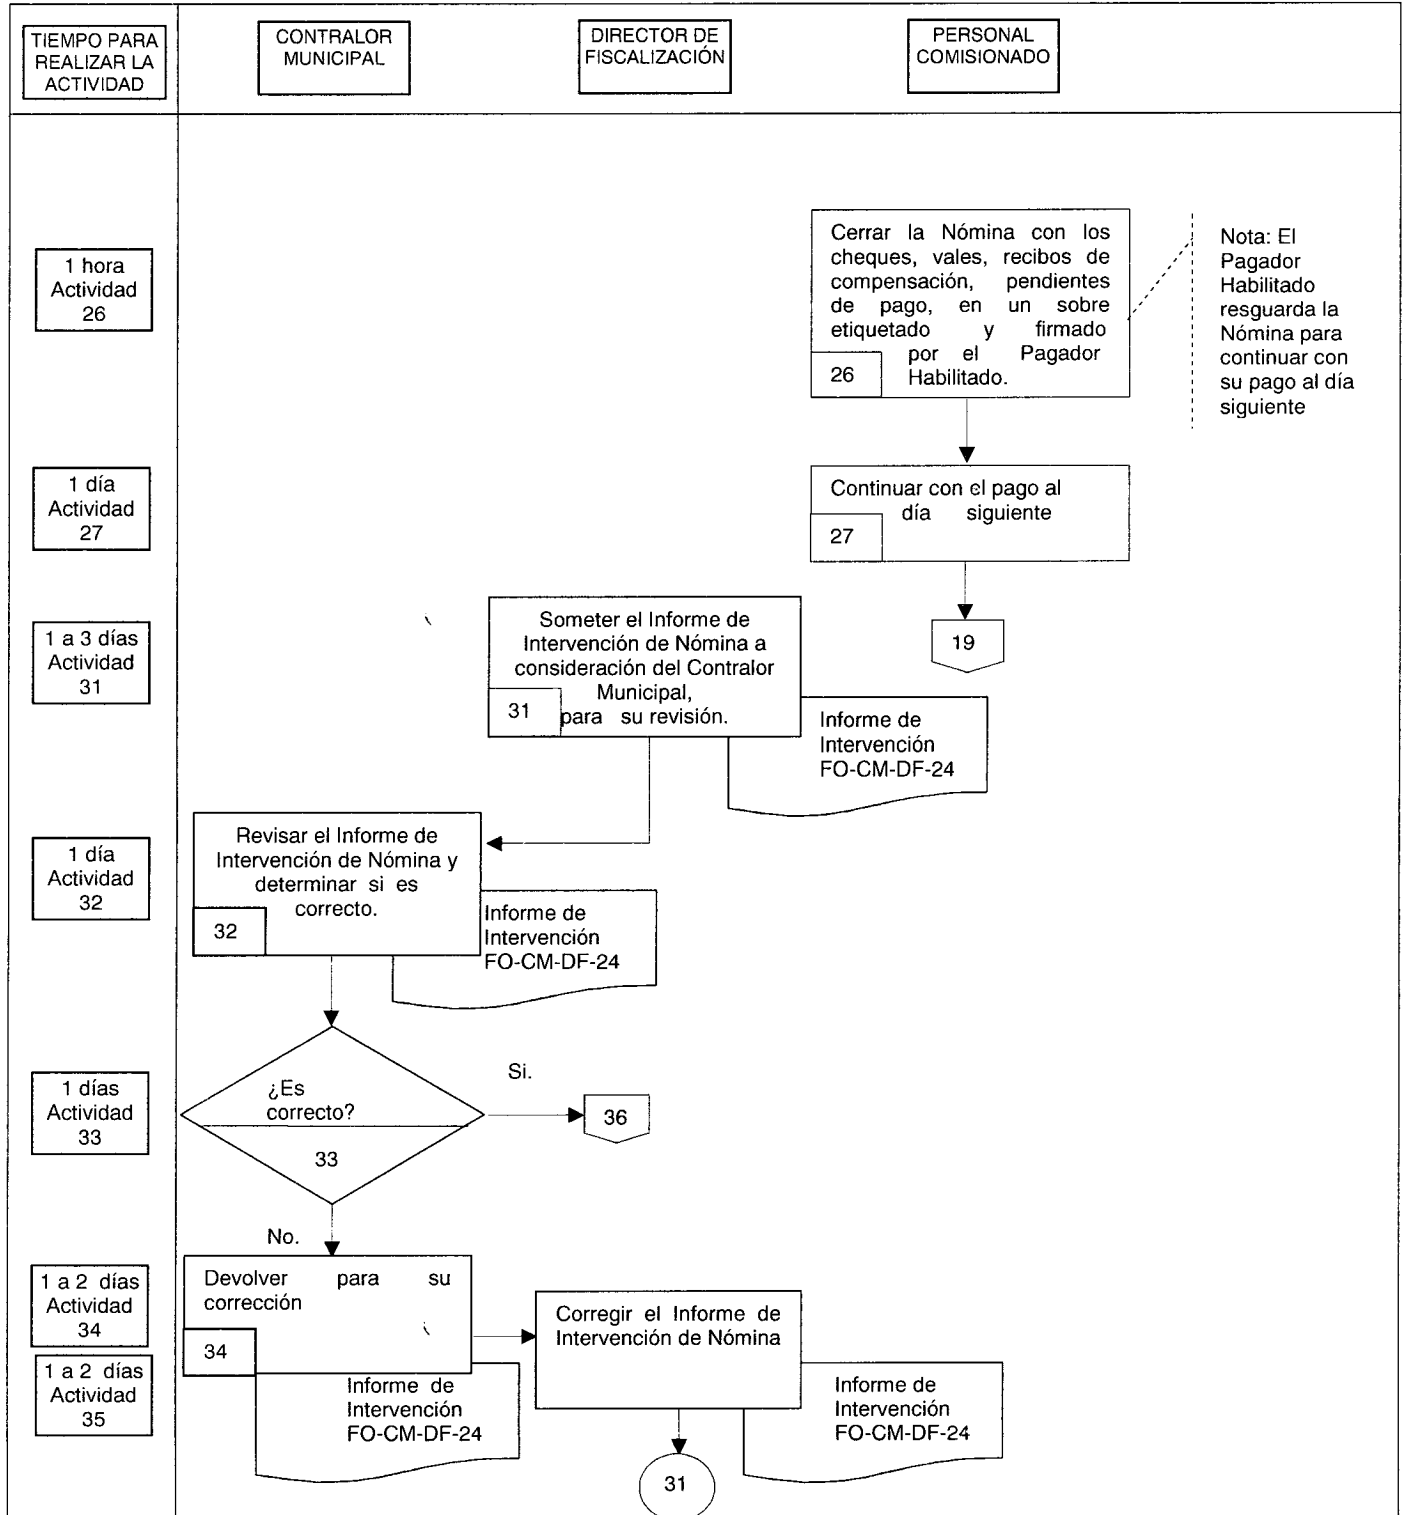 TIEMPO PARA
REALIZAR LA
ACTIVIDAD
CONTRALOR
MUNICIPAL
DIRECTOR DE
FISCALIZACIÓN
PERSONAL
COMISIONADO
1 hora
Actividad
26
Cerrar la Nómina con los
cheques, vales, recibos de
compensación, pendientes
de pago, en un sobre
etiquetado y firmado
por el Pagador
Habilitado.
26
Nota: El
Pagador
Habilitado
resguarda la
Nómina para
continuar con
su pago al día
siguiente
1 día
Actividad
27
Continuar con el pago al
día siguiente
27
19
1 a 3 días
Actividad
31
Someter el Informe de
Intervención de Nómina a
consideración del Contralor
Municipal,
para su revisión.
31
Informe de
Intervención
FO-CM-DF-24
1 día
Actividad
32
Revisar el Informe de
Intervención de Nómina y
determinar si es
correcto.
32
Informe de
Intervención
FO-CM-DF-24
1 días
Actividad
33
¿Es
correcto?
33
Si.
36
No.
1 a 2 días
Actividad
34
Devolver para su
corrección
34
Informe de
Intervención
FO-CM-DF-24
1 a 2 días
Actividad
35
Corregir el Informe de
Intervención de Nómina
Informe de
Intervención
FO-CM-DF-24
31